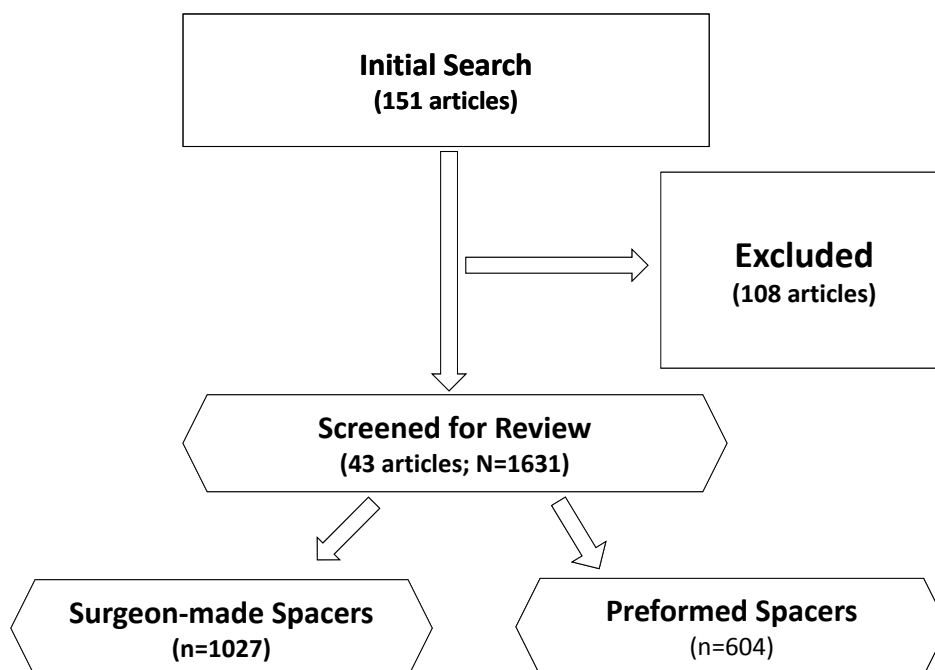 Initial Search
(151 articles)
Excluded
(108 articles)
Screened for Review
(43 articles; N=1631)
Surgeon-made Spacers
(n=1027)
Preformed Spacers
(n=604)